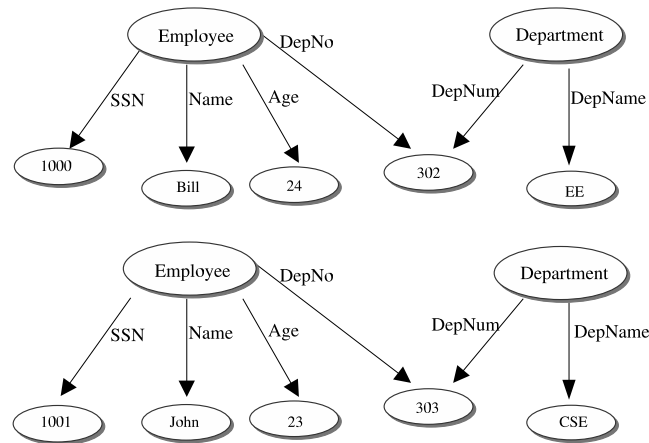 Employee
DepNo
Department
SSN
Name
Age
DepNum
DepName
1000
Bill
24
302
EE
Employee
DepNo
Department
SSN
Name
Age
DepNum
DepName
1001
John
23
303
CSE